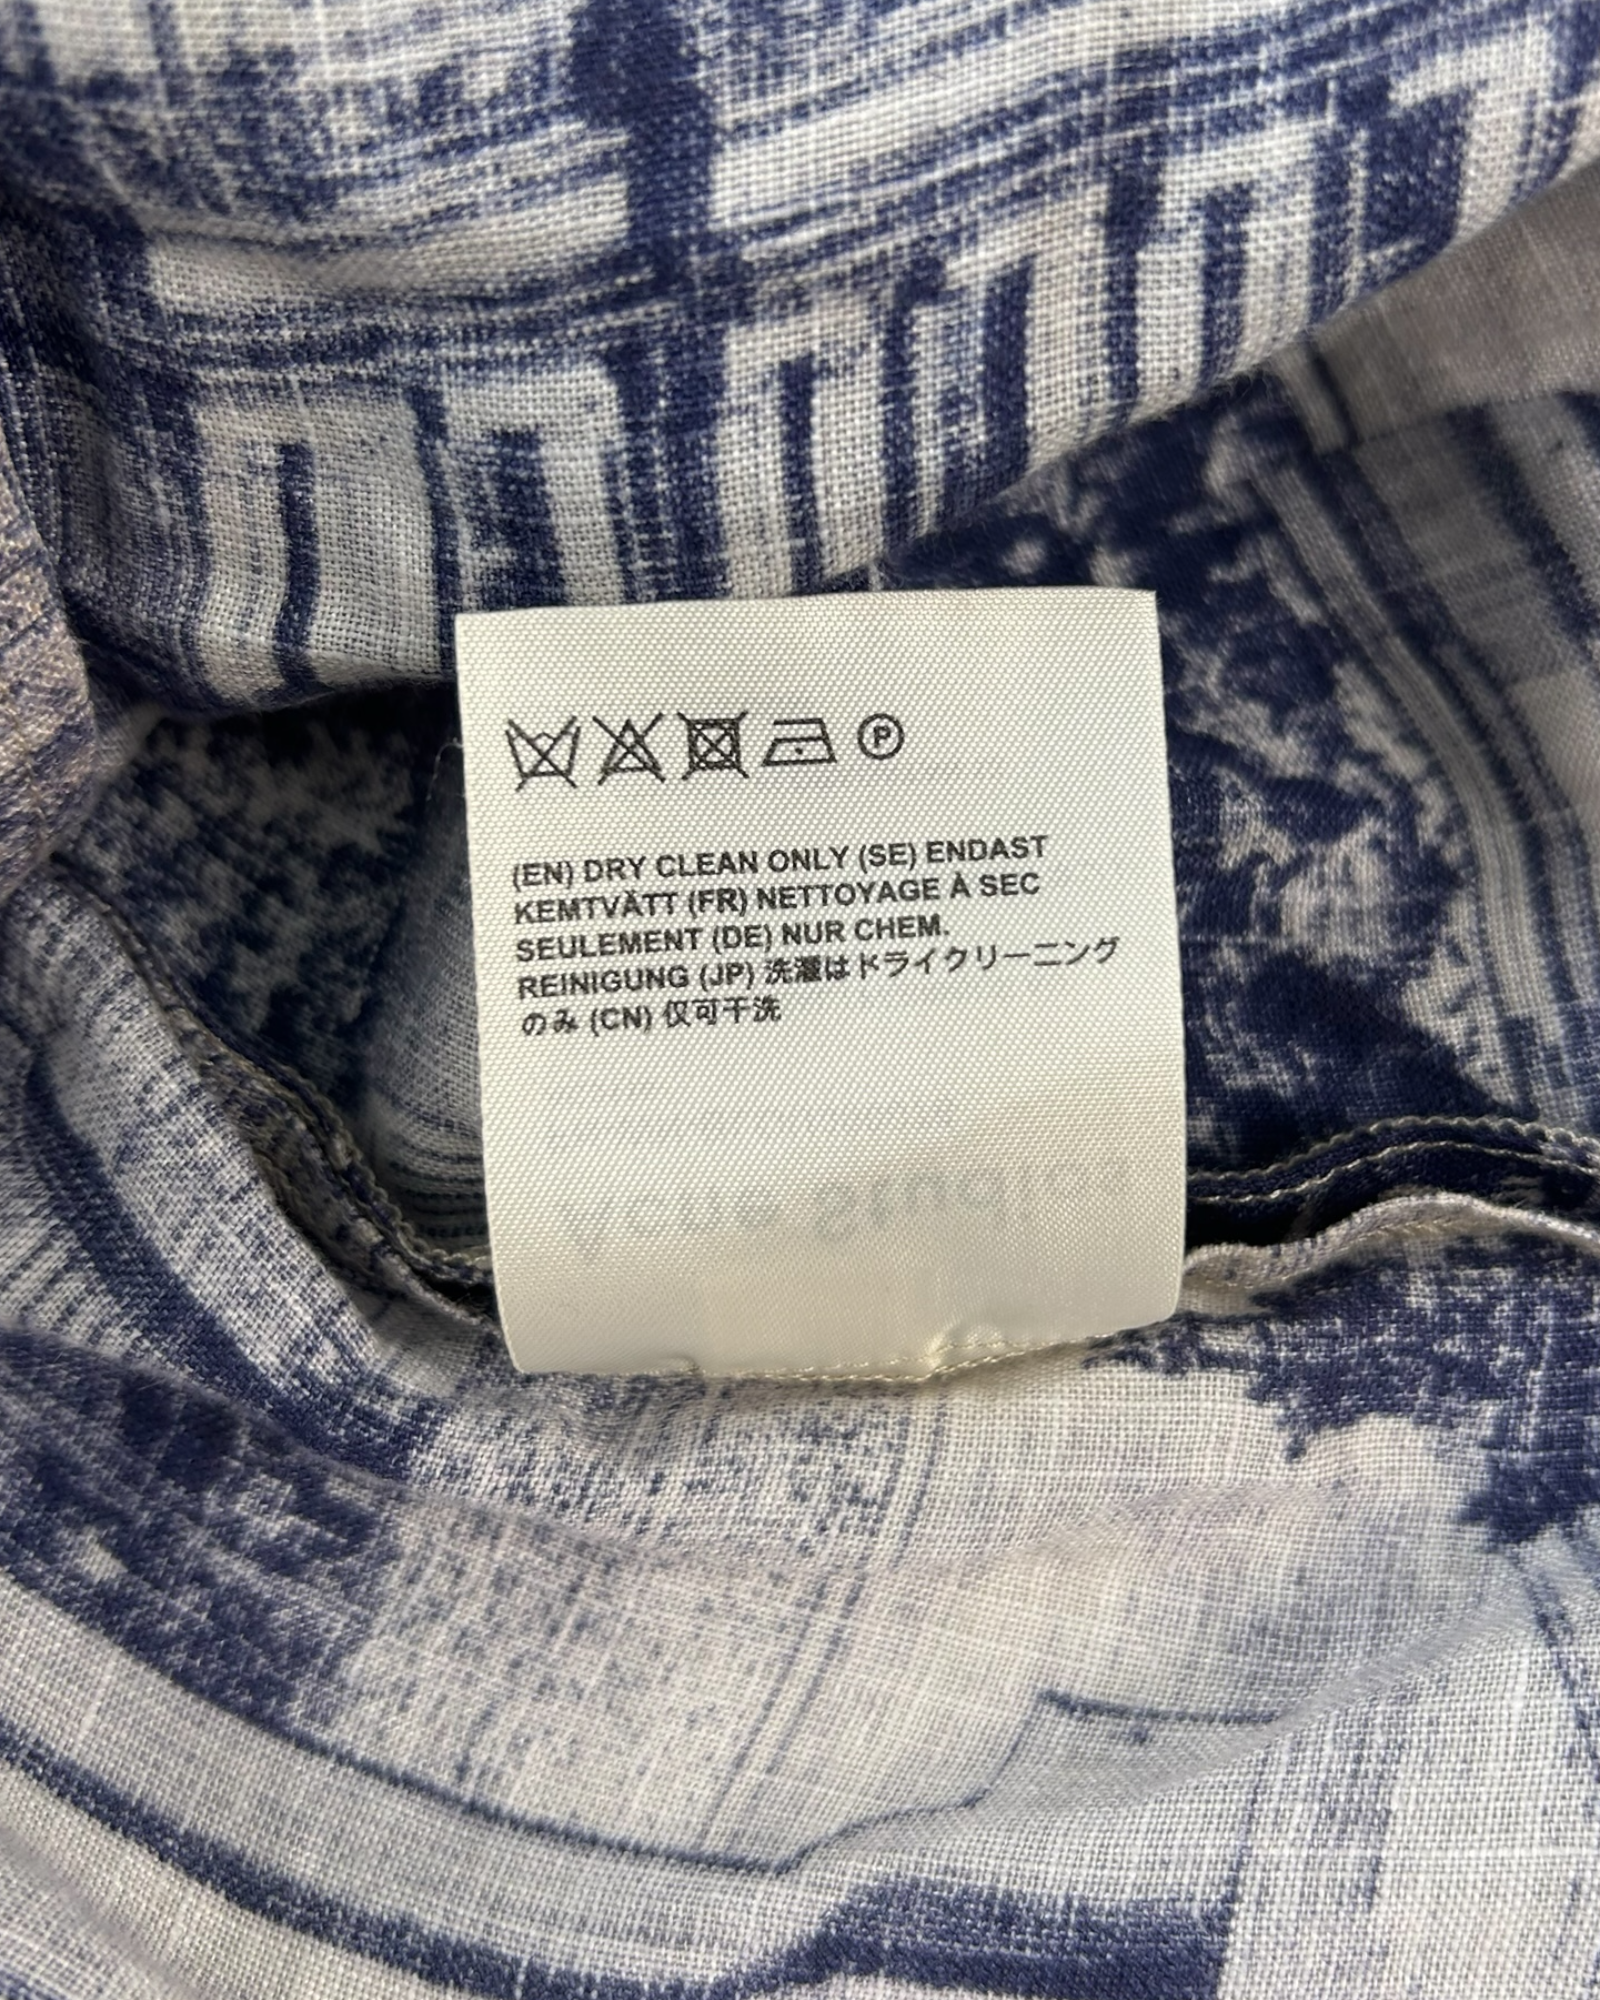 P
(EN) DRY CLEAN ONLY (SE) ENDAST
KEMTVÄTT (FR) NETTOYAGE À SEC
SEULEMENT (DE) NUR CHEM.
REINIGUNG (JP) 洗濯はドライクリーニング
のみ (CN) 仅可干洗